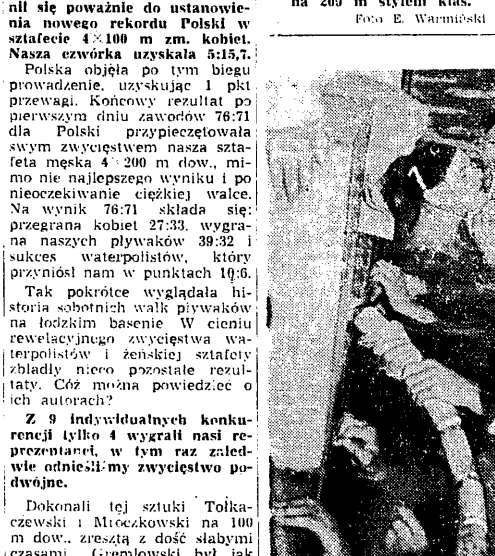 nił się poważnie do ustanowie-
nia nowego rekordu Polski w
sztafecie 4×100 m zm. kobiet.
Nasza czwórka uzyskała 5:15,7.
Polska objęła po tym biegu
prowadzenie, uzyskując 1 pkt
przewagi. Końcowy rezultat po
pierwszym dniu zawodów 76:71
dla Polski przypieczętowała
swym zwycięstwem nasza szta-
feta męska 4×200 m dow., mi-
mo nie najlepszego wyniku i po
nieoczekiwanie ciężkiej walce.
Na wynik 76:71 składa się:
przegrana kobiet 27:33, wygra-
na naszych pływaków 39:32 i
sukces waterpolistów, który
przyniósł nam w punktach 10:6.
Tak pokrótce wyglądała hi-
storia sobotnich walk pływaków
na łódzkim basenie W cieniu
rewelacyjnego zwycięstwa wa-
terpolistów i żeńskiej sztafety
zbladły nieco pozostałe rezul-
taty. Cóż można powiedzieć o
ich autorach?
Z 9 indywidualnych konku-
rencji tylko 4 wygrali nasi re-
prezentanci, w tym raz zaled-
wie odnieśliśmy zwycięstwo po-
dwójne.
Dokonali tej sztuki Tołka-
czewski i Mroczkowski na 100
m dow., zresztą z dość słabymi
czasami. Gremlowski był jak
na 200 m stylem klas.
Foto E. Warmiński